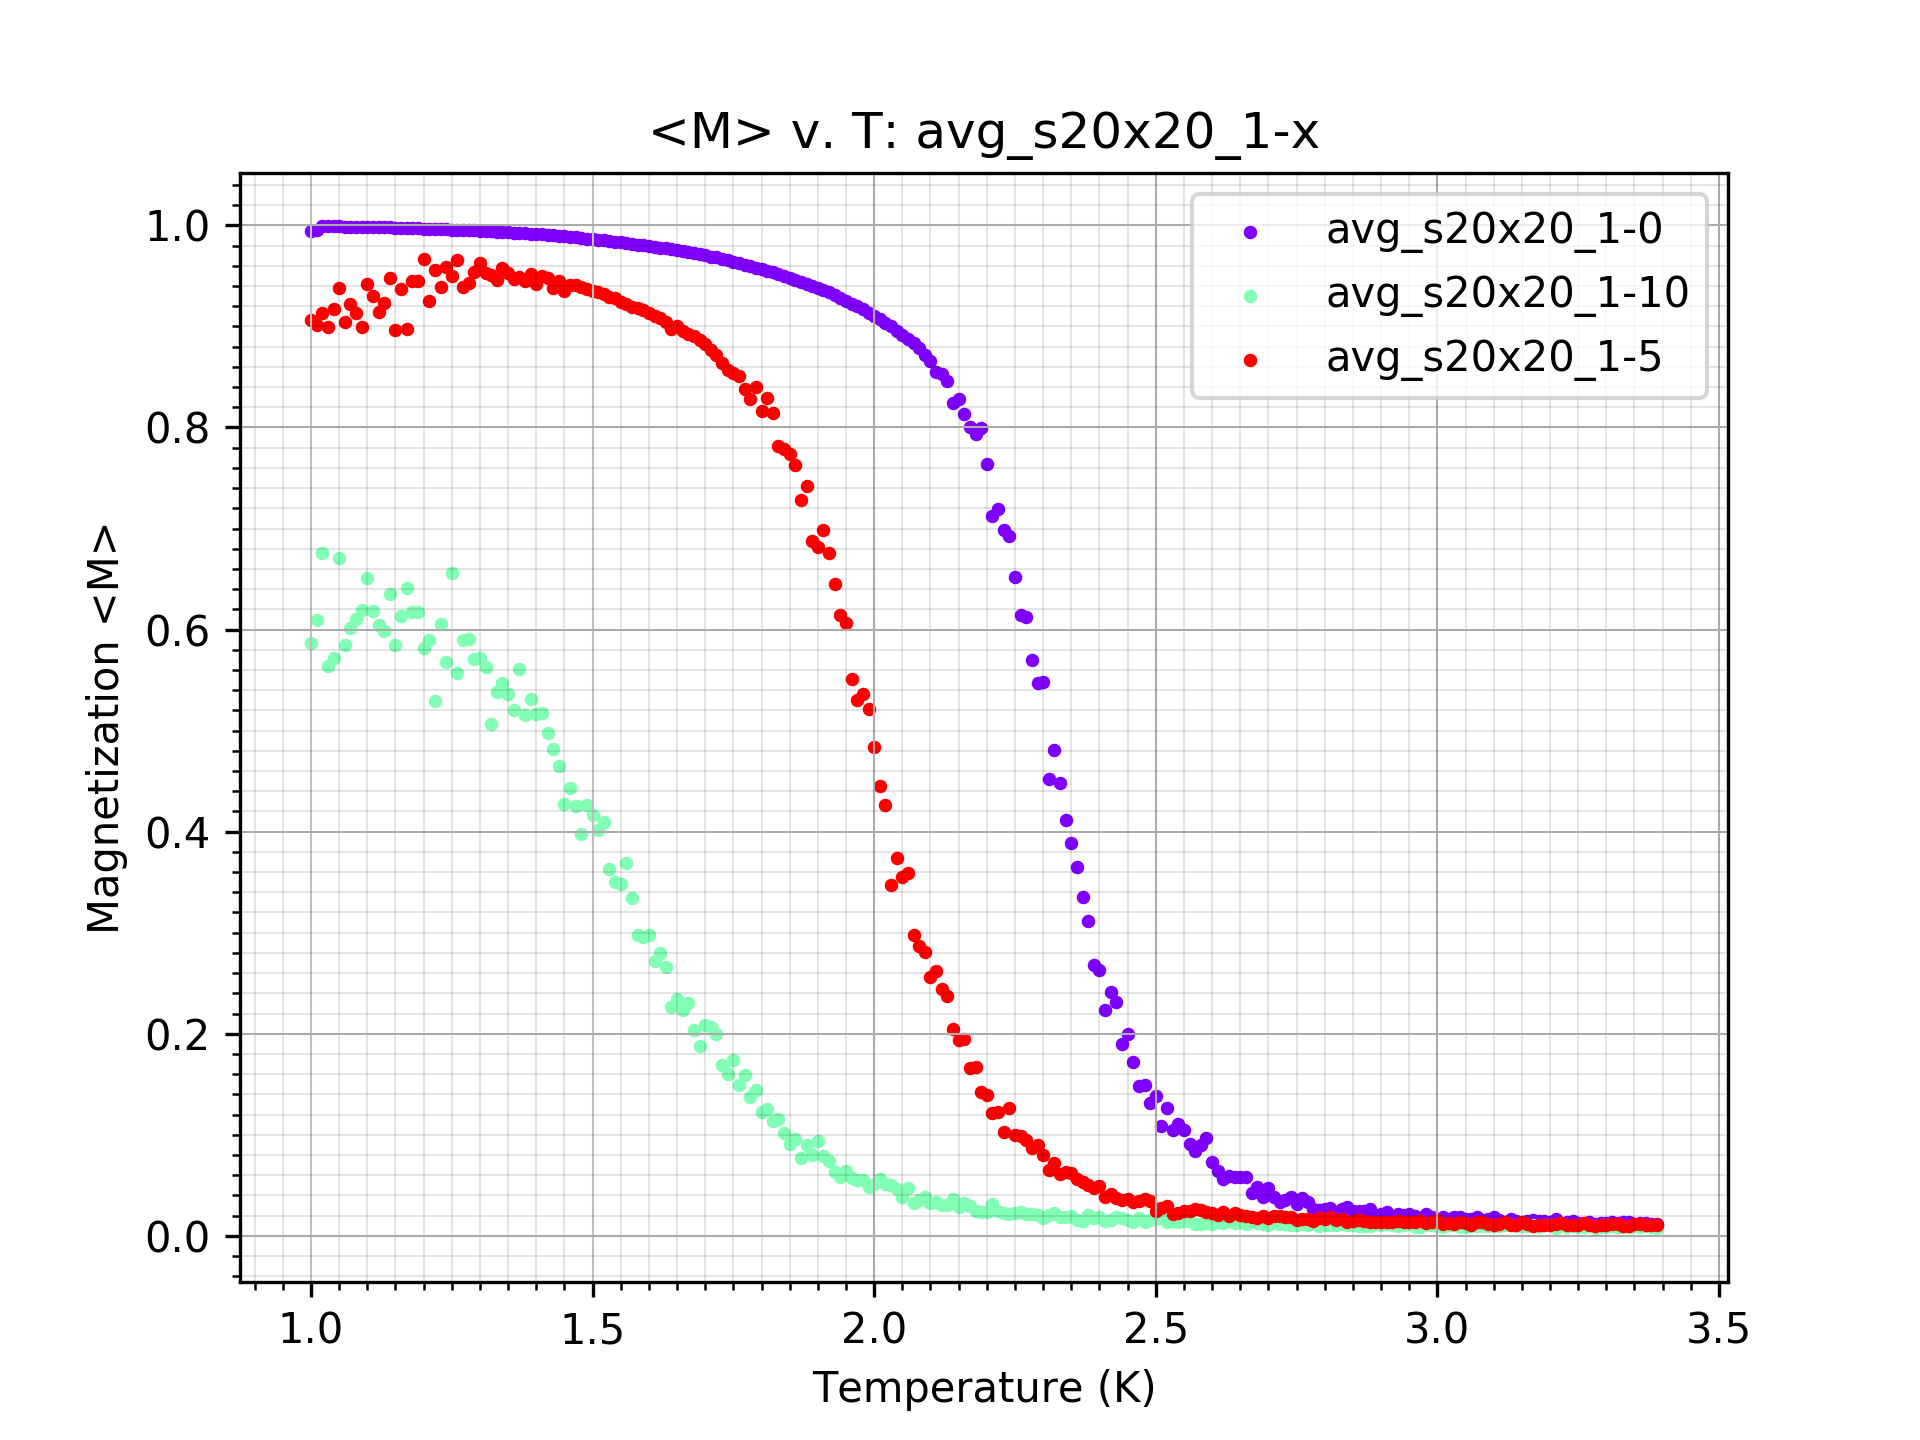 <M> v. T: avg_s20x20_1-x
avg_s20x20_1-0
avg_s20x20_1-10
avg_s20x20_1-5
Magnetization <M>
1.0
0.8
0.6
0.4
0.2
0.0
1.0 1.5 2.0 2.5 3.0 3.5
Temperature (K)